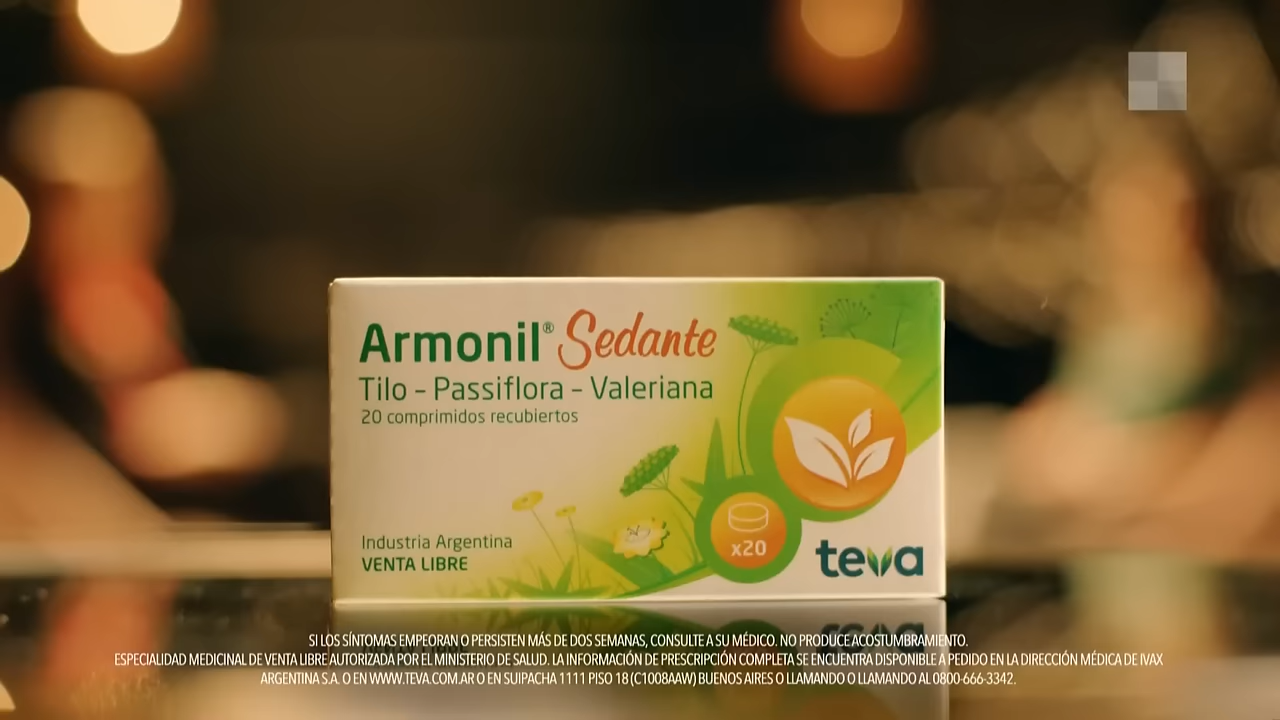 Armonil® Sedante
Tilo - Passiflora - Valeriana
20 comprimidos recubiertos
x20
Industria Argentina
VENTA LIBRE
teva
SI LOS SÍNTOMAS EMPEORAN O PERSISTEN MÁS DE DOS SEMANAS, CONSULTE A SU MÉDICO. NO PRODUCE ACOSTUMBRAMIENTO.
ESPECIALIDAD MEDICINAL DE VENTA LIBRE AUTORIZADA POR EL MINISTERIO DE SALUD. LA INFORMACIÓN DE PRESCRIPCIÓN COMPLETA SE ENCUENTRA DISPONIBLE A PEDIDO EN LA DIRECCIÓN MÉDICA DE IVAX
ARGENTINA S.A. O EN WWW.TEVA.COM.AR O EN SUIPACHA 1111 PISO 18 (C1008AAW) BUENOS AIRES O LLAMANDO O LLAMANDO AL 0800-666-3342.